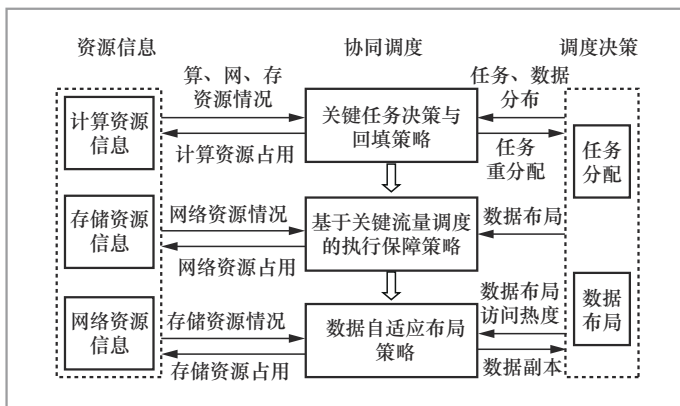 资源信息
协同调度
调度决策
算、网、存
资源情况
任务、数据
分布
计算资源
信息
关键任务决策与
回填策略
任务
分配
计算资源占用
任务
重分配
存储资源
信息
网络资源情况
基于关键流量调度
的执行保障策略
数据布局
网络资源占用
网络资源
信息
存储资源情况
数据自适应布局
策略
数据布局
访问热度
数据
布局
存储资源占用
数据副本